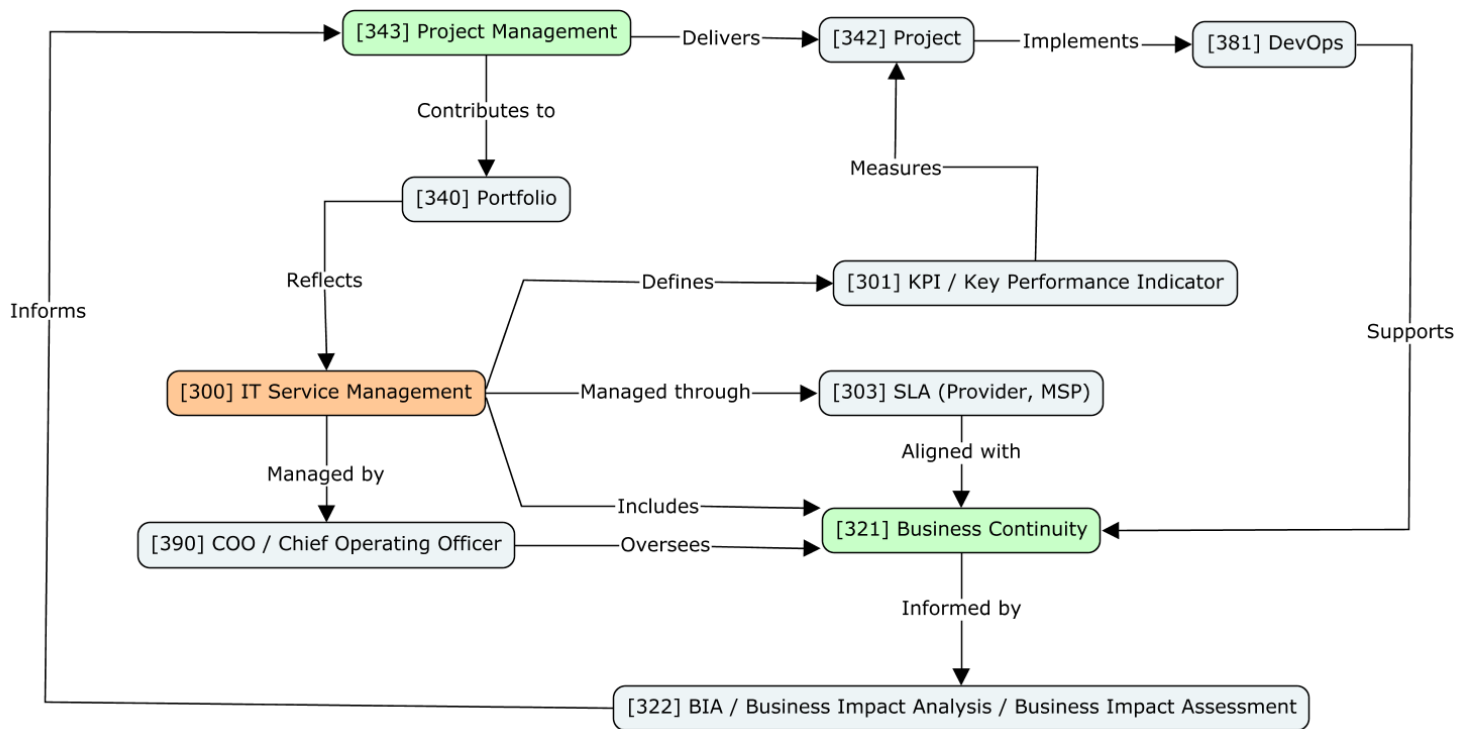 [343] Project Management
Delivers
[342] Project
Implements
[381] DevOps
Contributes to
Measures
[340] Portfolio
Reflects
Defines
[301] KPI / Key Performance Indicator
Informs
Supports
[300] IT Service Management
Managed through
[303] SLA (Provider, MSP)
Aligned with
Managed by
Includes
[321] Business Continuity
[390] COO / Chief Operating Officer
Oversees
Informed by
[322] BIA / Business Impact Analysis / Business Impact Assessment